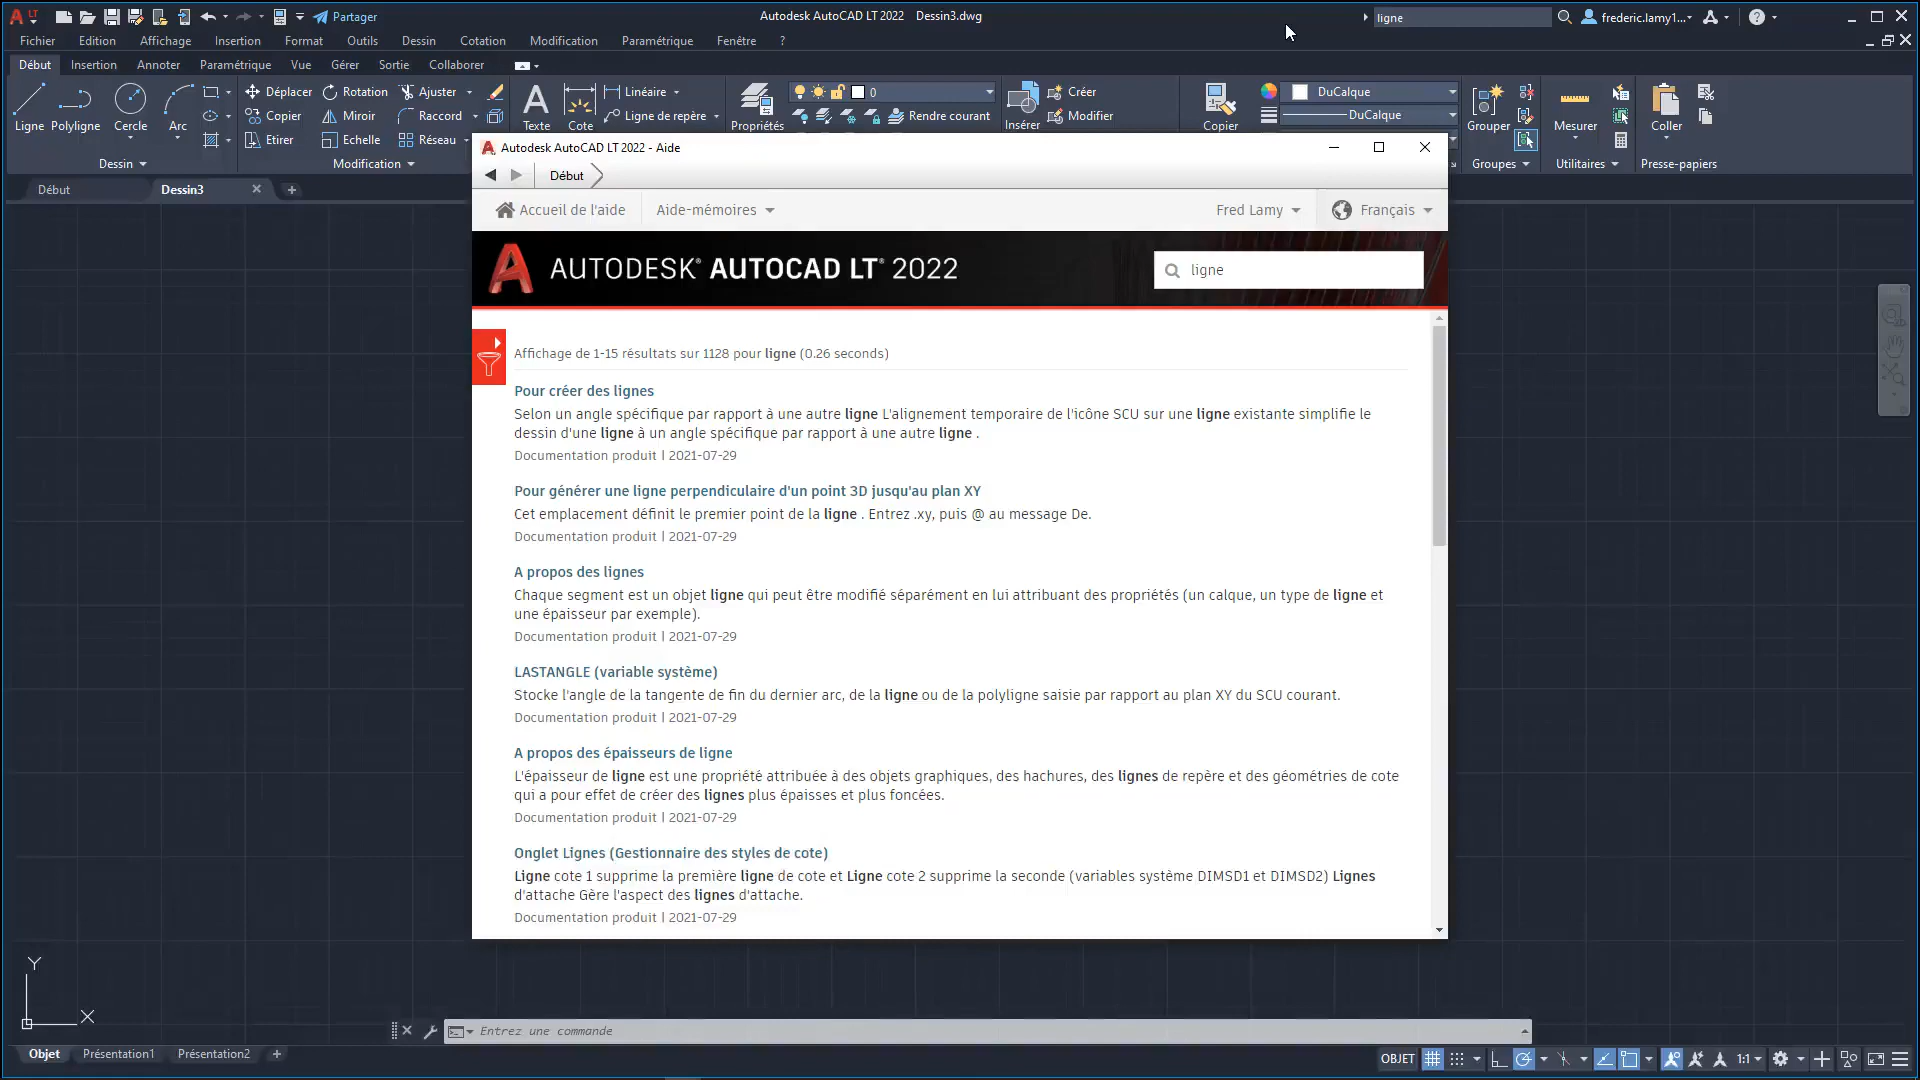 LT
Partager
Autodesk AutoCAD LT 2022 Dessin3.dwg
ligne
frederic.lamy1...
Fichier Edition Affichage Insertion Format Outils Dessin Cotation Modification Paramétrique Fenêtre ?
Début Insertion Annoter Paramétrique Vue Gérer Sortie Collaborer
Déplacer Rotation Ajuster Linéaire 0 Créer DuCalque
Copier Miroir Raccord Ligne de repère Rendre courant Modifier DuCalque
Ligne Polyligne Cercle Arc Texte Cote Propriétés Insérer Copier Grouper Mesurer Coller
Etirer Echelle Réseau
Dessin Modification Groupes Utilitaires Presse-papiers
Début Dessin3
Autodesk AutoCAD LT 2022 - Aide
Début
Accueil de l'aide Aide-mémoires Fred Lamy Français
AUTODESK® AUTOCAD LT® 2022
ligne
Affichage de 1-15 résultats sur 1128 pour ligne (0.26 seconds)
Pour créer des lignes
Selon un angle spécifique par rapport à une autre ligne L'alignement temporaire de l'icône SCU sur une ligne existante simplifie le
dessin d'une ligne à un angle spécifique par rapport à une autre ligne .
Documentation produit | 2021-07-29
Pour générer une ligne perpendiculaire d'un point 3D jusqu'au plan XY
Cet emplacement définit le premier point de la ligne . Entrez .xy, puis @ au message De.
Documentation produit | 2021-07-29
A propos des lignes
Chaque segment est un objet ligne qui peut être modifié séparément en lui attribuant des propriétés (un calque, un type de ligne et
une épaisseur par exemple).
Documentation produit | 2021-07-29
LASTANGLE (variable système)
Stocke l'angle de la tangente de fin du dernier arc, de la ligne ou de la polyligne saisie par rapport au plan XY du SCU courant.
Documentation produit | 2021-07-29
A propos des épaisseurs de ligne
L'épaisseur de ligne est une propriété attribuée à des objets graphiques, des hachures, des lignes de repère et des géométries de cote
qui a pour effet de créer des lignes plus épaisses et plus foncées.
Documentation produit | 2021-07-29
Onglet Lignes (Gestionnaire des styles de cote)
Ligne cote 1 supprime la première ligne de cote et Ligne cote 2 supprime la seconde (variables système DIMSD1 et DIMSD2) Lignes
d'attache Gère l'aspect des lignes d'attache.
Documentation produit | 2021-07-29
Y
X
Entrez une commande
Objet Présentation1 Présentation2
OBJET 1:1